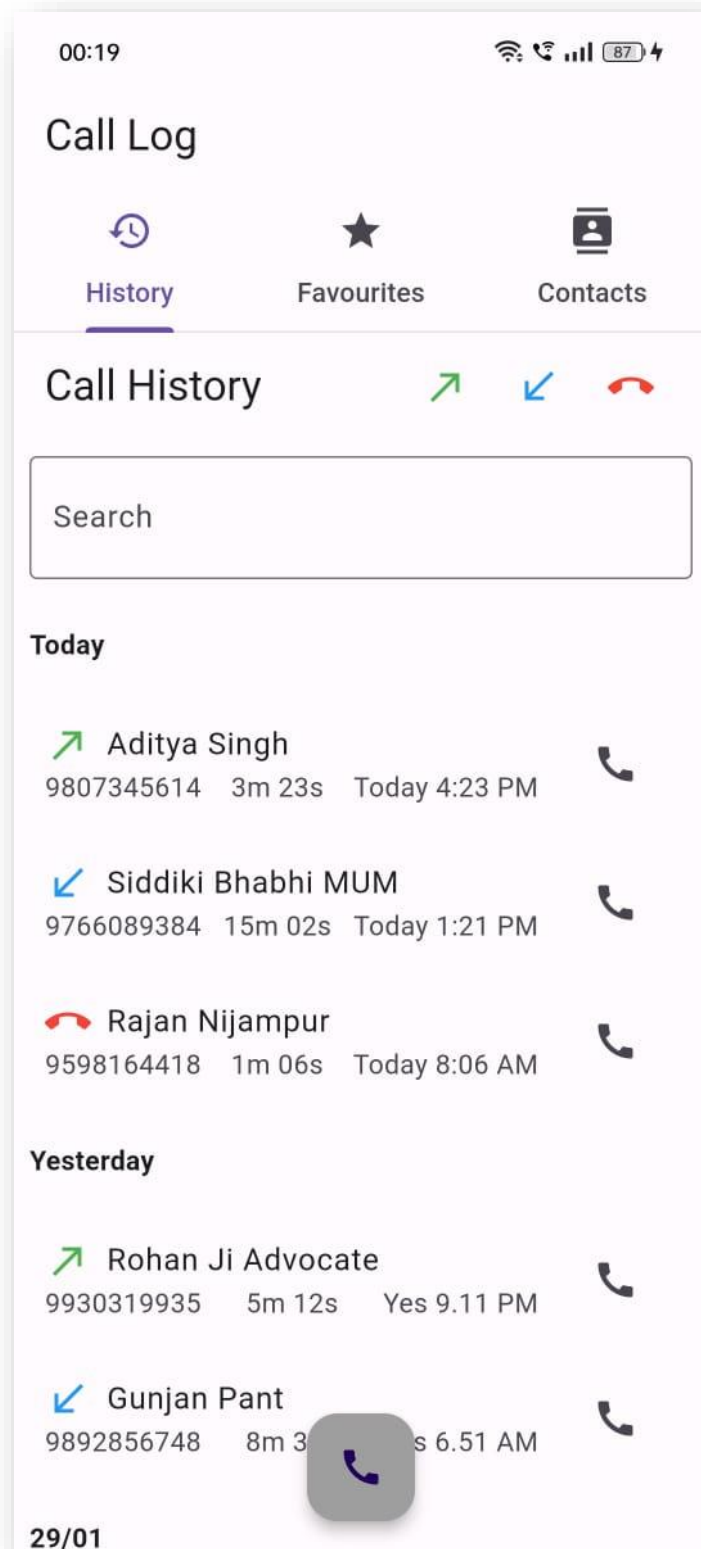 00:19
87
Call Log
History Favourites Contacts
Call History
Search
Today
Aditya Singh
9807345614 3m 23s Today 4:23 PM
Siddiki Bhabhi MUM
9766089384 15m 02s Today 1:21 PM
Rajan Nijampur
9598164418 1m 06s Today 8:06 AM
Yesterday
Rohan Ji Advocate
9930319935 5m 12s Yes 9.11 PM
Gunjan Pant
9892856748 8m 6.51 AM
29/01